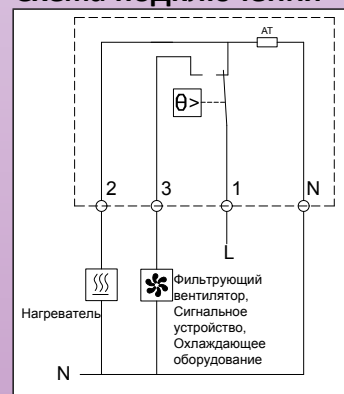 схема подключения
AT
θ>
2 3 1 N
L
Нагреватель
Фильтрующий
вентилятор,
Сигнальное
устройство,
Охлаждающее
оборудование
N